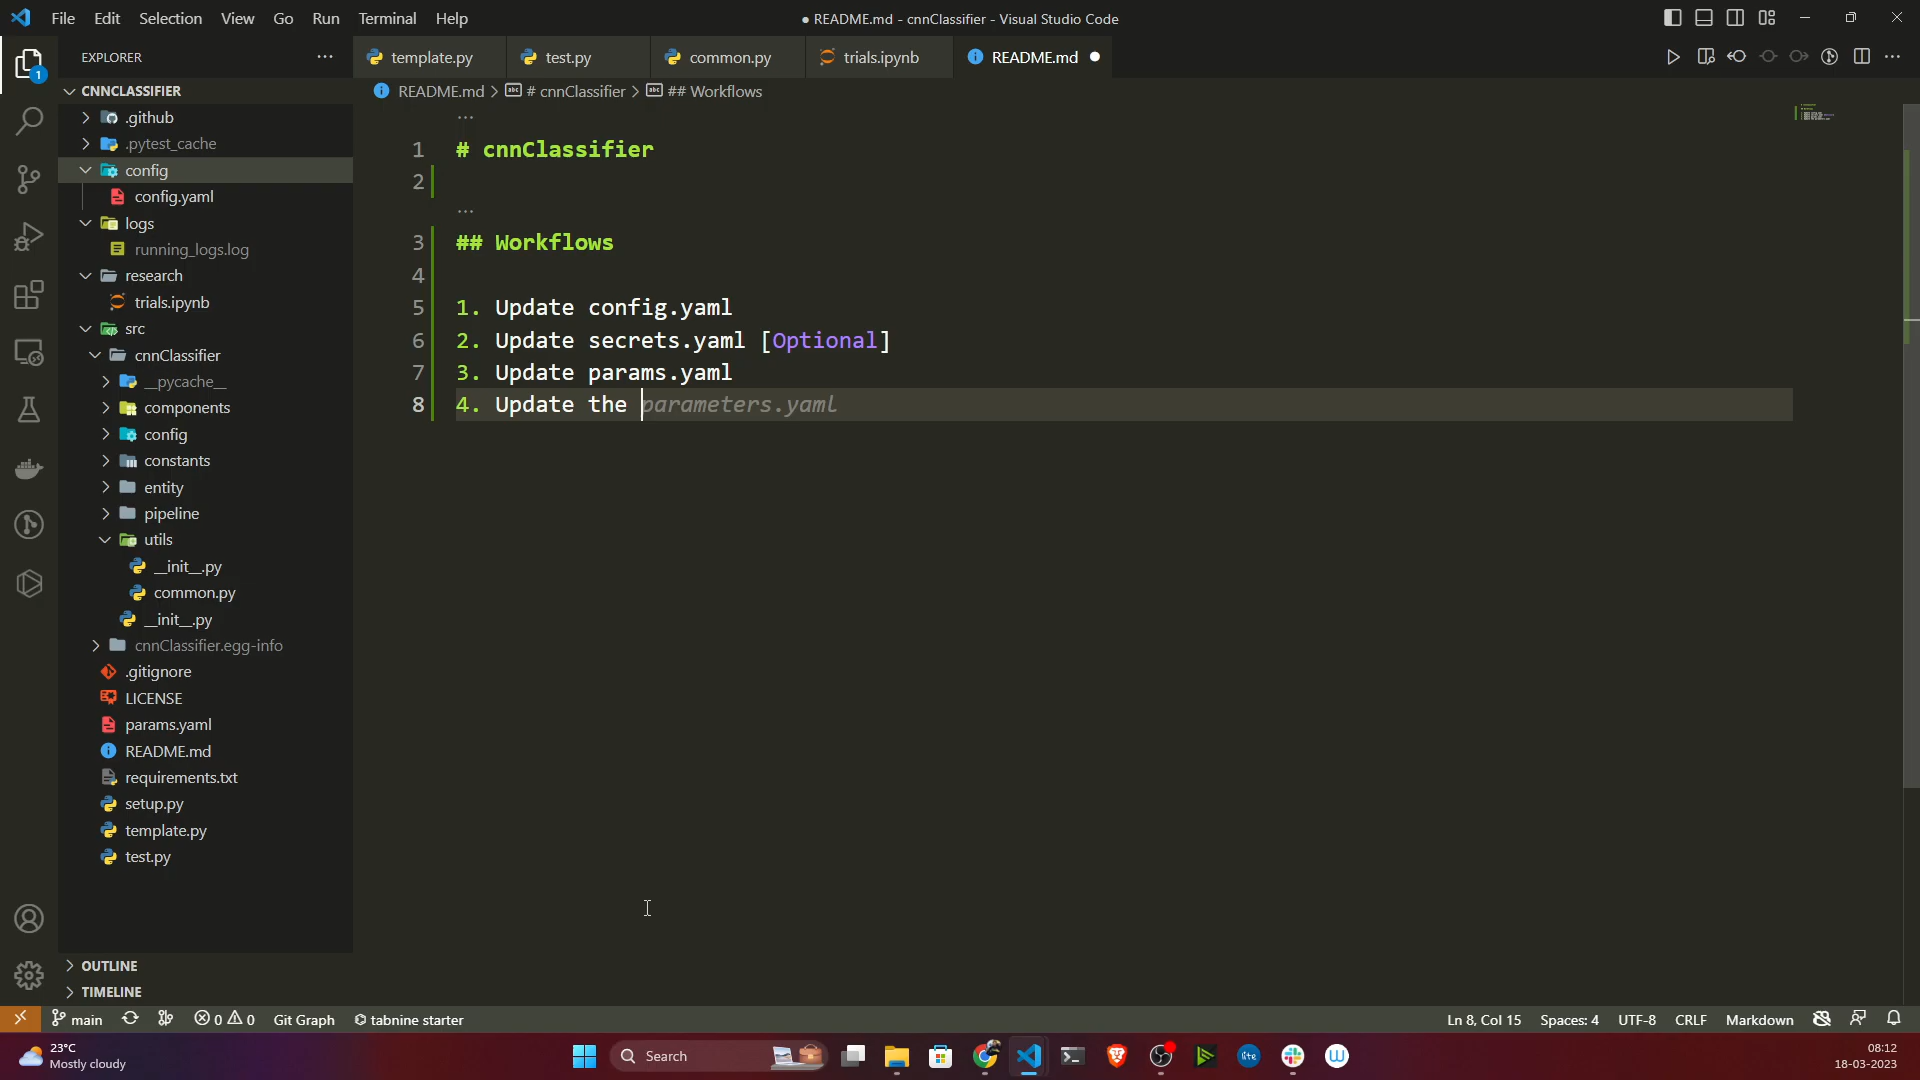 File Edit Selection View Go Run Terminal Help
● README.md - cnnClassifier - Visual Studio Code
EXPLORER
template.py
test.py
common.py
trials.ipynb
README.md
1
CNNCLASSIFIER
README.md > # cnnClassifier > ## Workflows
.github
.pytest_cache
config
config.yaml
logs
running_logs.log
research
trials.ipynb
src
cnnClassifier
__pycache__
components
config
constants
entity
pipeline
utils
__init__.py
common.py
__init__.py
cnnClassifier.egg-info
.gitignore
LICENSE
params.yaml
README.md
requirements.txt
setup.py
template.py
test.py
OUTLINE
TIMELINE
1 # cnnClassifier
2
3 ## Workflows
4
5 1. Update config.yaml
6 2. Update secrets.yaml [Optional]
7 3. Update params.yaml
8 4. Update the parameters.yaml
main
0 0
Git Graph
tabnine starter
Ln 8, Col 15
Spaces: 4
UTF-8
CRLF
Markdown
23°C
Mostly cloudy
Search
lite
08:12
18-03-2023